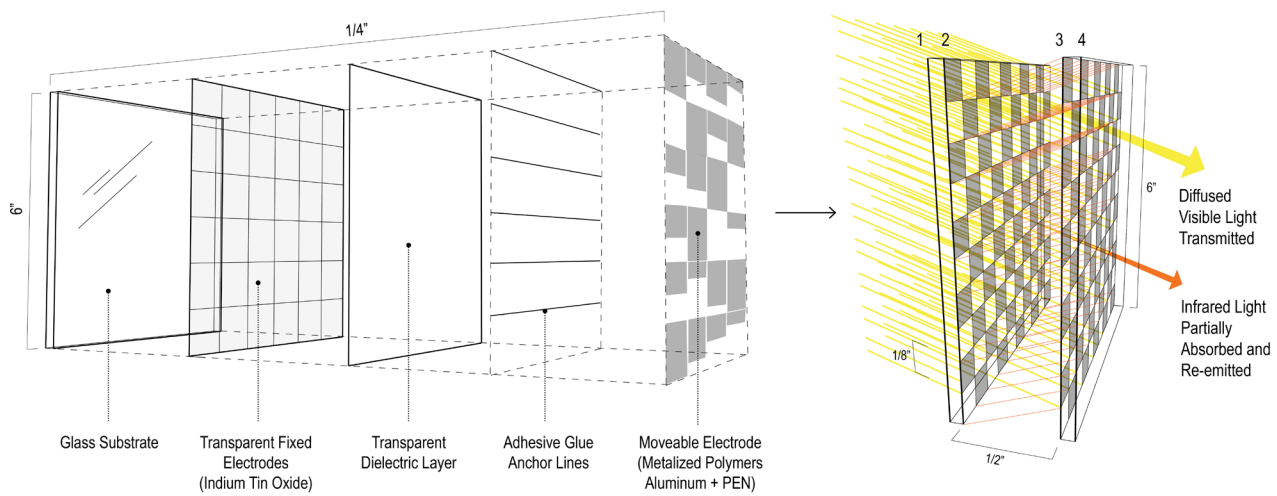 1/4”
6”
Glass Substrate
Transparent Fixed
Electrodes
(Indium Tin Oxide)
Transparent
Dielectric Layer
Adhesive Glue
Anchor Lines
Moveable Electrode
(Metalized Polymers
Aluminum + PEN)
1 2 3 4
6”
1/8”
1/2”
Diffused
Visible Light
Transmitted
Infrared Light
Partially
Absorbed and
Re-emitted